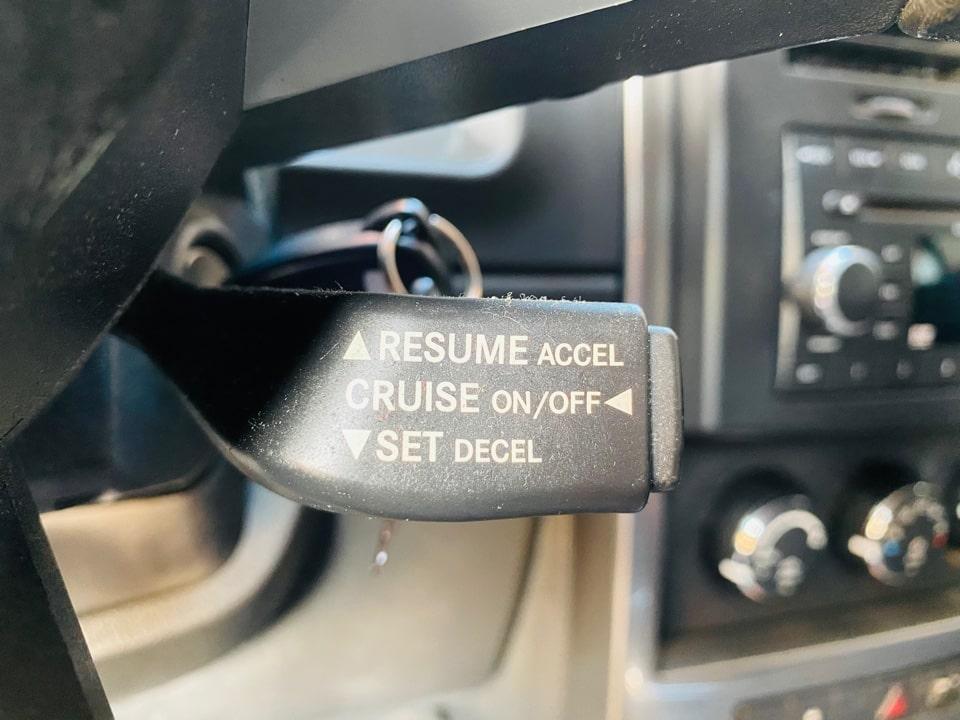 ▲RESUME ACCEL
CRUISE ON/OFF◀
▼SET DECEL